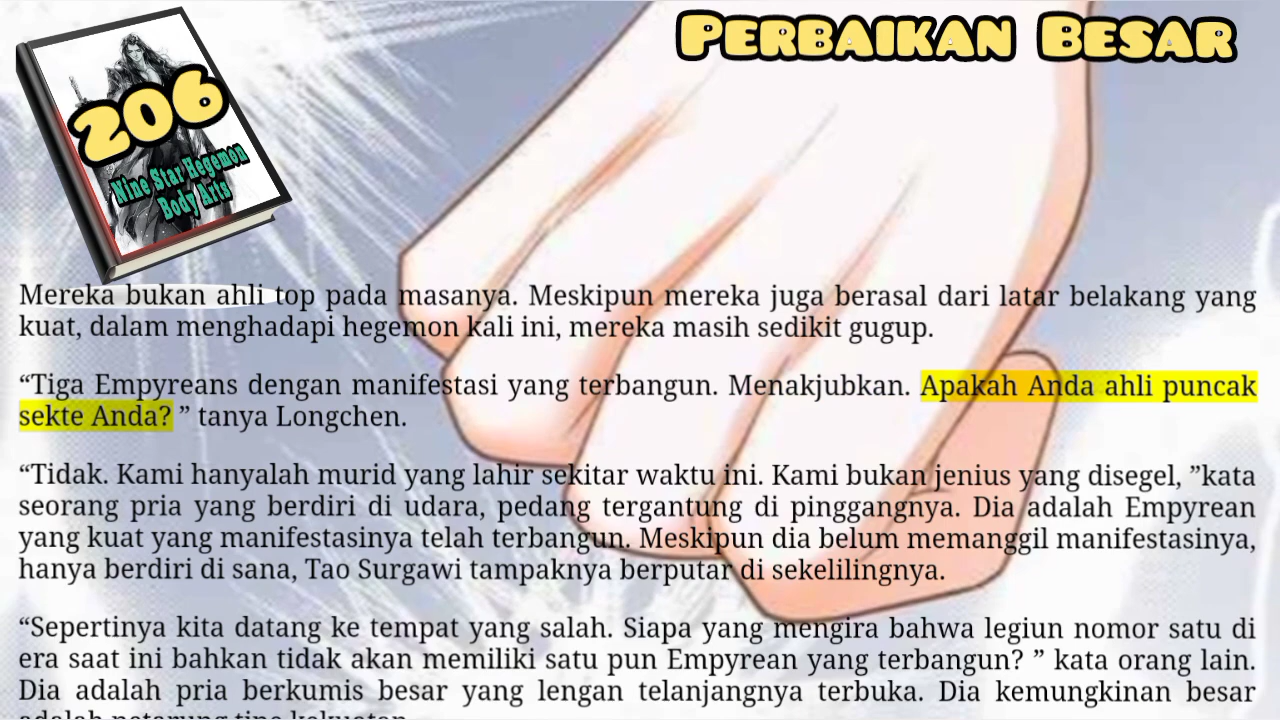 PERBAIKAN BESAR
206
Nine Star Hegemon
Body Arts
Mereka bukan ahli top pada masanya. Meskipun mereka juga berasal dari latar belakang yang
kuat, dalam menghadapi hegemon kali ini, mereka masih sedikit gugup.
“Tiga Empyreans dengan manifestasi yang terbangun. Menakjubkan. Apakah Anda ahli puncak
sekte Anda? ” tanya Longchen.
“Tidak. Kami hanyalah murid yang lahir sekitar waktu ini. Kami bukan jenius yang disegel, ”kata
seorang pria yang berdiri di udara, pedang tergantung di pinggangnya. Dia adalah Empyrean
yang kuat yang manifestasinya telah terbangun. Meskipun dia belum memanggil manifestasinya,
hanya berdiri di sana, Tao Surgawi tampaknya berputar di sekelilingnya.
“Sepertinya kita datang ke tempat yang salah. Siapa yang mengira bahwa legiun nomor satu di
era saat ini bahkan tidak akan memiliki satu pun Empyrean yang terbangun? ” kata orang lain.
Dia adalah pria berkumis besar yang lengan telanjangnya terbuka. Dia kemungkinan besar
adalah petarung tipe kekuatan.